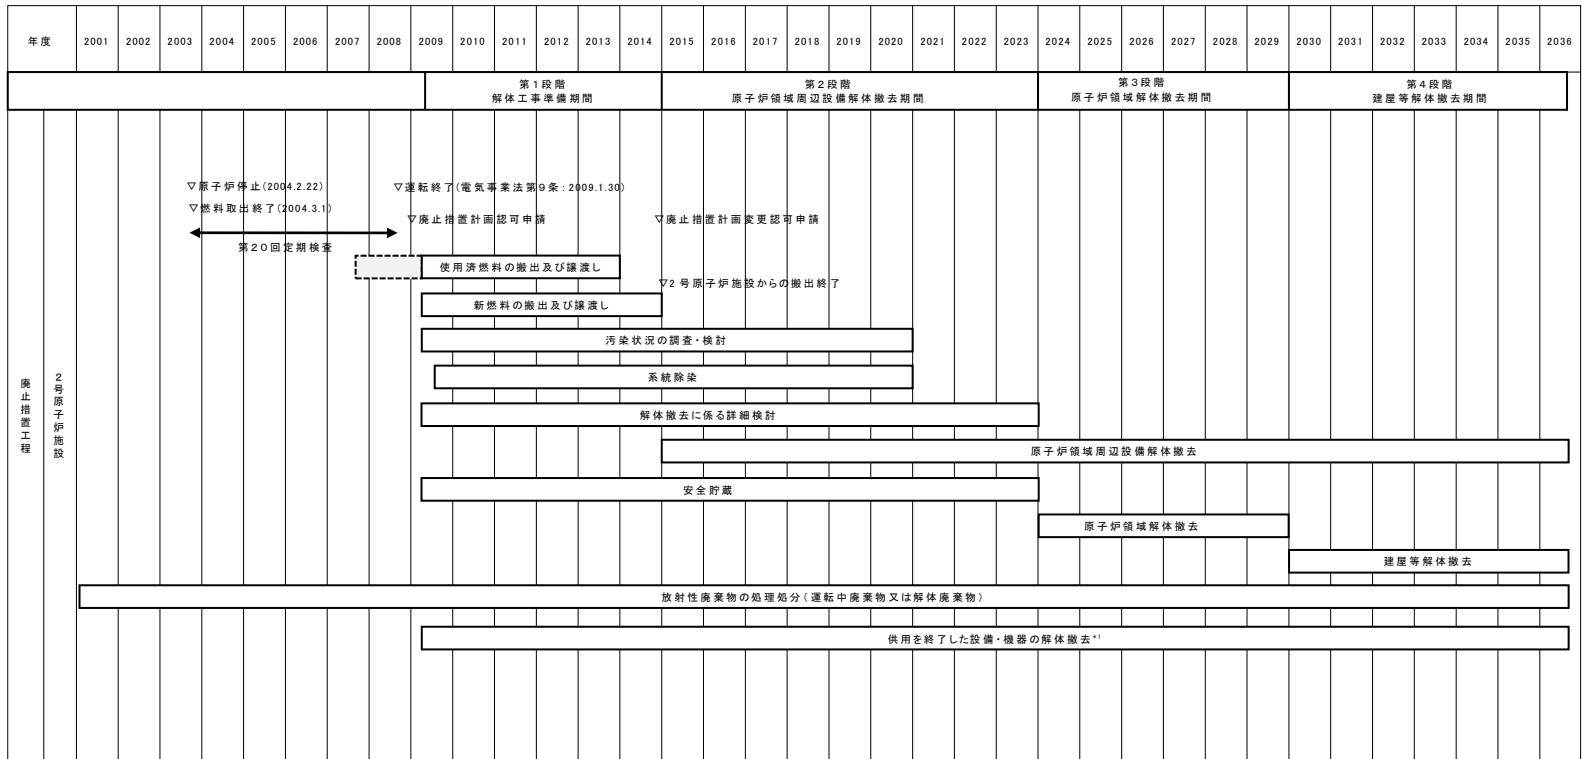 年度 2001 2002 2003 2004 2005 2006 2007 2008 2009 2010 2011 2012 2013 2014 2015 2016 2017 2018 2019 2020 2021 2022 2023 2024 2025 2026 2027 2028 2029 2030 2031 2032 2033 2034 2035 2036
第1段階
解体工事準備期間
第2段階
原子炉領域周辺設備解体撤去期間
第3段階
原子炉領域解体撤去期間
第4段階
建屋等解体撤去期間
廃止措置工程
2号原子炉施設
▽原子炉停止(2004.2.22)
▽運転終了(電気事業法第9条:2009.1.30)
▽燃料取出終了(2004.3.1)
▽廃止措置計画認可申請
▽廃止措置計画変更認可申請
第20回定期検査
使用済燃料の搬出及び譲渡し
▽2号原子炉施設からの搬出終了
新燃料の搬出及び譲渡し
汚染状況の調査・検討
系統除染
解体撤去に係る詳細検討
原子炉領域周辺設備解体撤去
安全貯蔵
原子炉領域解体撤去
建屋等解体撤去
放射性廃棄物の処理処分(運転中廃棄物又は解体廃棄物)
供用を終了した設備・機器の解体撤去*1